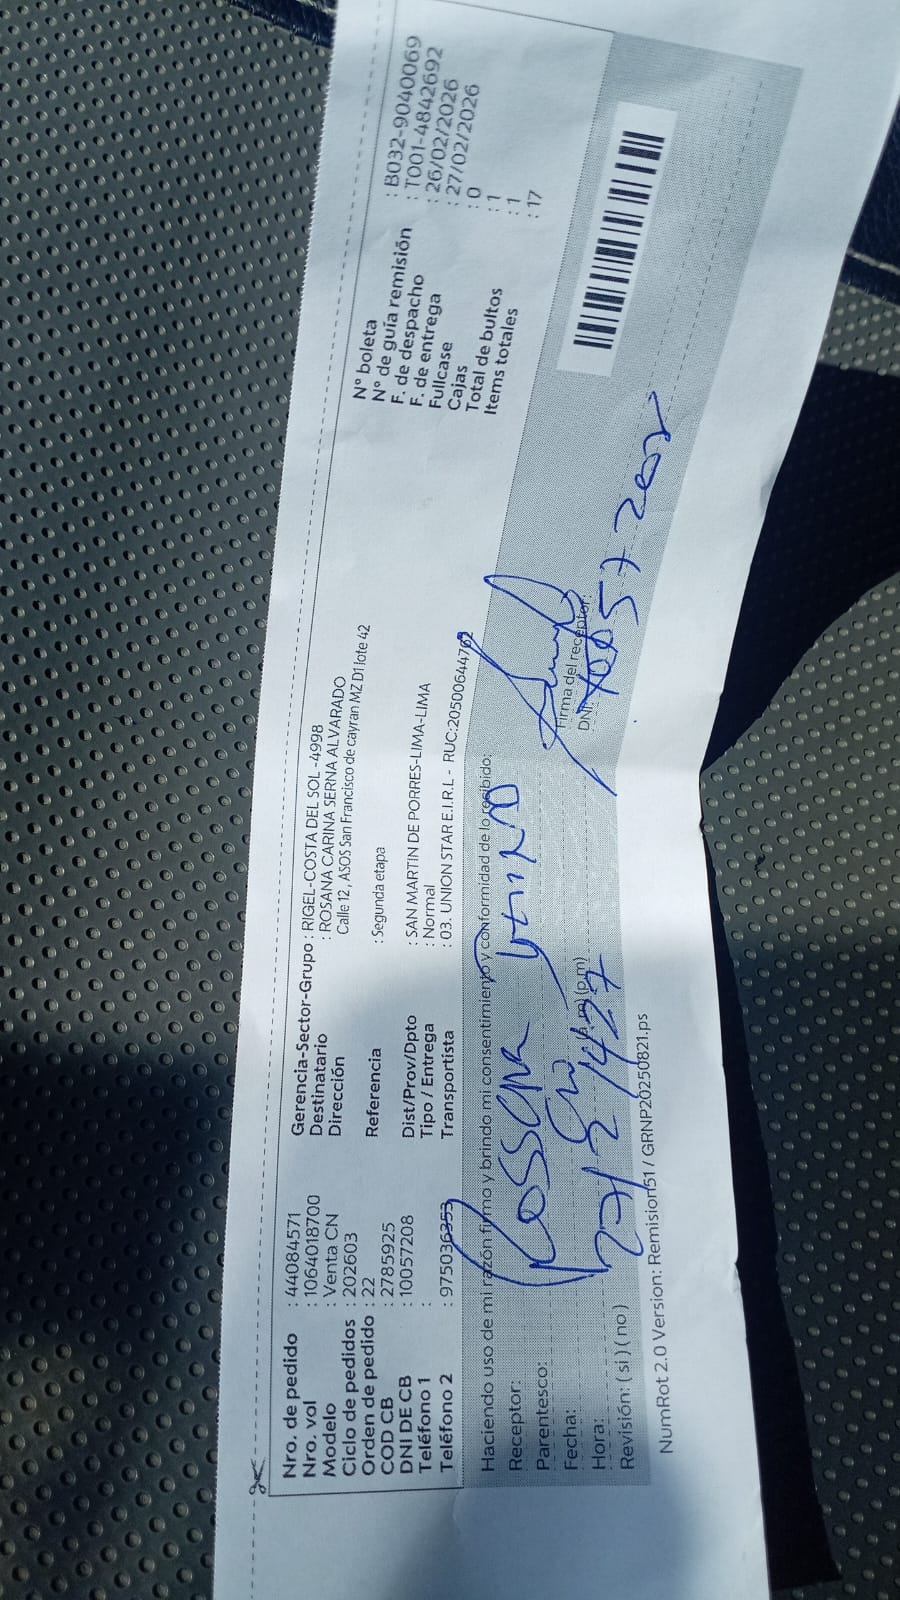 Nro. de pedido : 44084571
Nro. vol : 1064018700
Modelo : Venta CN
Ciclo de pedidos : 202603
Orden de pedido : 22
COD CB : 2785925
DNI DE CB : 10057208
Teléfono 1 :
Teléfono 2 : 975036353
Gerencia-Sector-Grupo : RIGEL-COSTA DEL SOL -4998
Destinatario : ROSANA CARINA SERNA ALVARADO
Dirección Calle 12, ASOS San Francisco de cayran MZ D1 lote 42
Referencia : Segunda etapa
Dist/Prov/Dpto : SAN MARTIN DE PORRES-LIMA-LIMA
Tipo / Entrega : Normal
Transportista : 03. UNION STAR E.I.R.L - RUC:20500644762
N° boleta : B032-9040069
N° de guía remisión : T001-4842692
F. de despacho : 26/02/2026
F. de entrega : 27/02/2026
Fullcase : 0
Cajas : 1
Total de bultos : 1
Items totales : 17
Haciendo uso de mi razón firmo y brindo mi consentimiento y conformidad de lo recibido:
Receptor:
Parentesco:
Fecha:
Hora: (p.m)
Revisión: ( si ) ( no )
Firma del receptor:
DNI:
NumRot 2.0 Version: Remision51 / GRNP20250821.ps